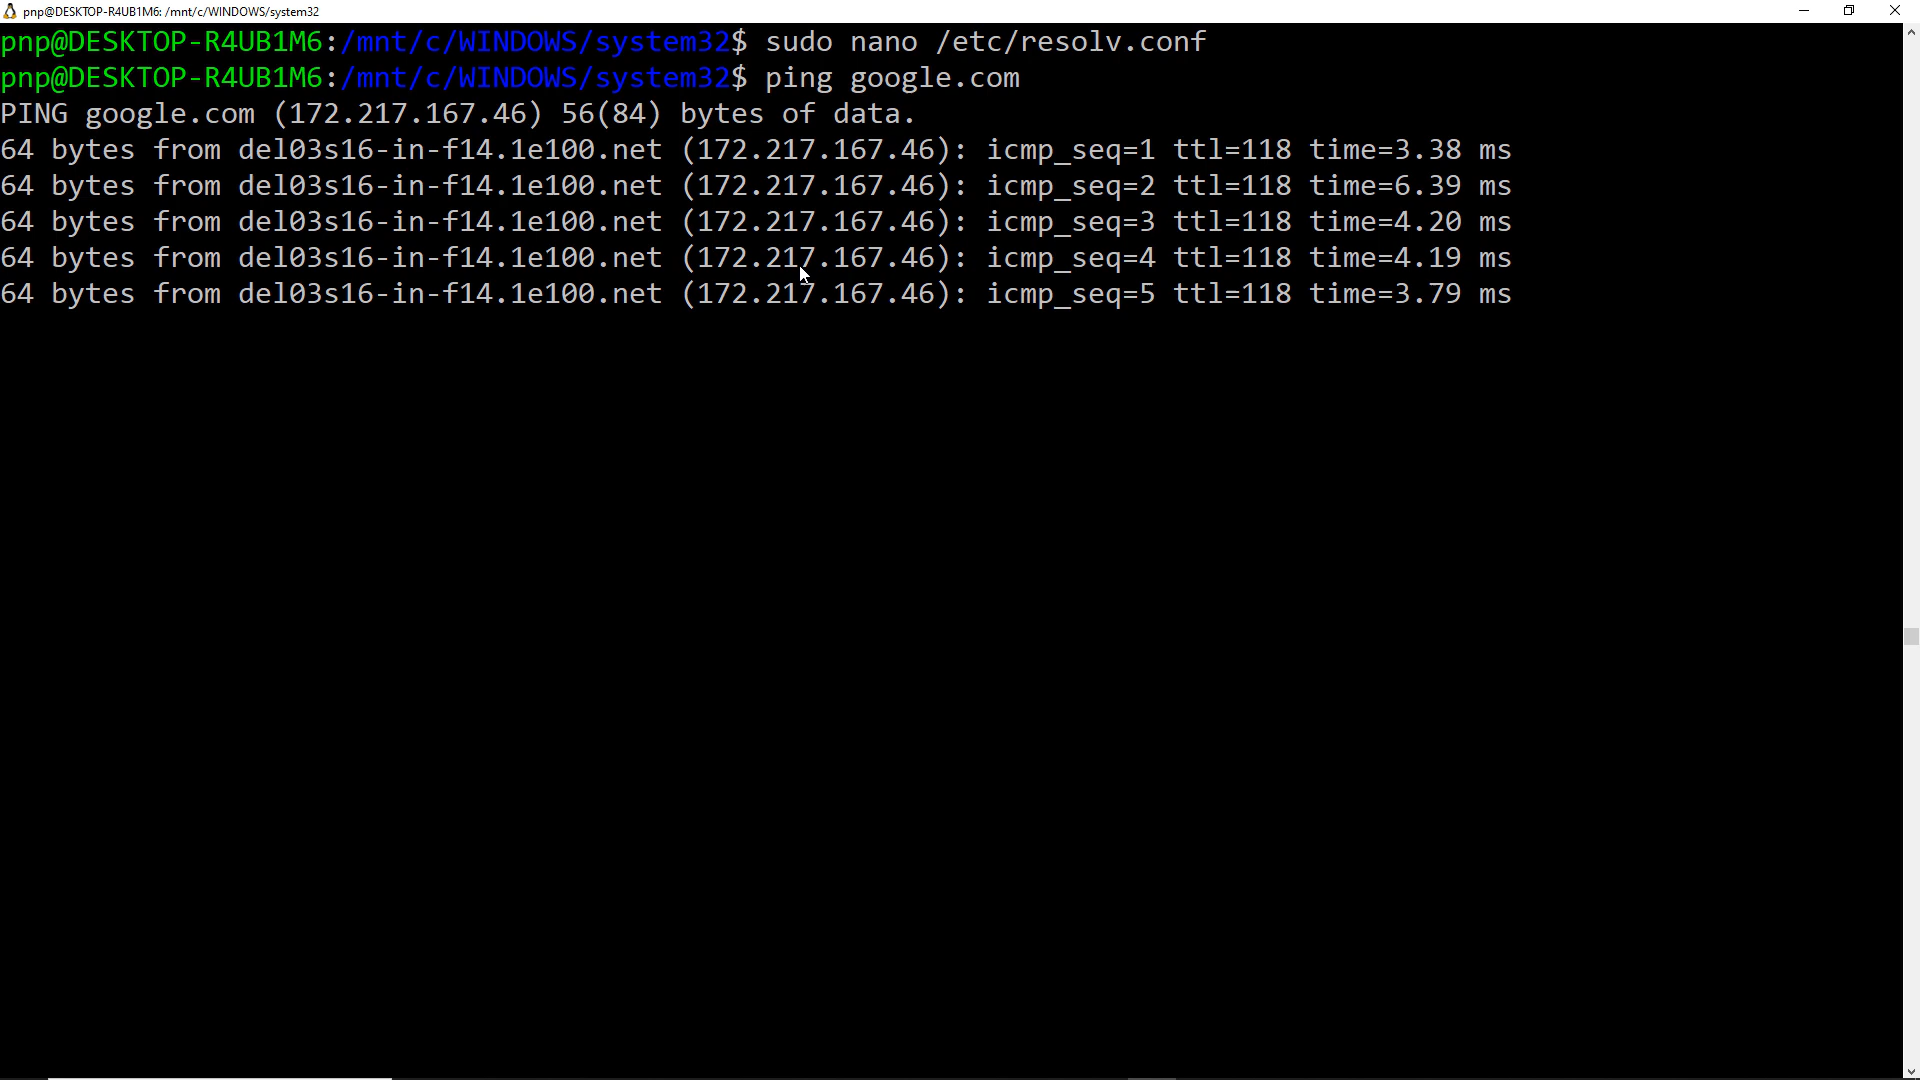 pnp@DESKTOP-R4UB1M6: /mnt/c/WINDOWS/system32
pnp@DESKTOP-R4UB1M6:/mnt/c/WINDOWS/system32$ sudo nano /etc/resolv.conf
pnp@DESKTOP-R4UB1M6:/mnt/c/WINDOWS/system32$ ping google.com
PING google.com (172.217.167.46) 56(84) bytes of data.
64 bytes from del03s16-in-f14.1e100.net (172.217.167.46): icmp_seq=1 ttl=118 time=3.38 ms
64 bytes from del03s16-in-f14.1e100.net (172.217.167.46): icmp_seq=2 ttl=118 time=6.39 ms
64 bytes from del03s16-in-f14.1e100.net (172.217.167.46): icmp_seq=3 ttl=118 time=4.20 ms
64 bytes from del03s16-in-f14.1e100.net (172.217.167.46): icmp_seq=4 ttl=118 time=4.19 ms
64 bytes from del03s16-in-f14.1e100.net (172.217.167.46): icmp_seq=5 ttl=118 time=3.79 ms